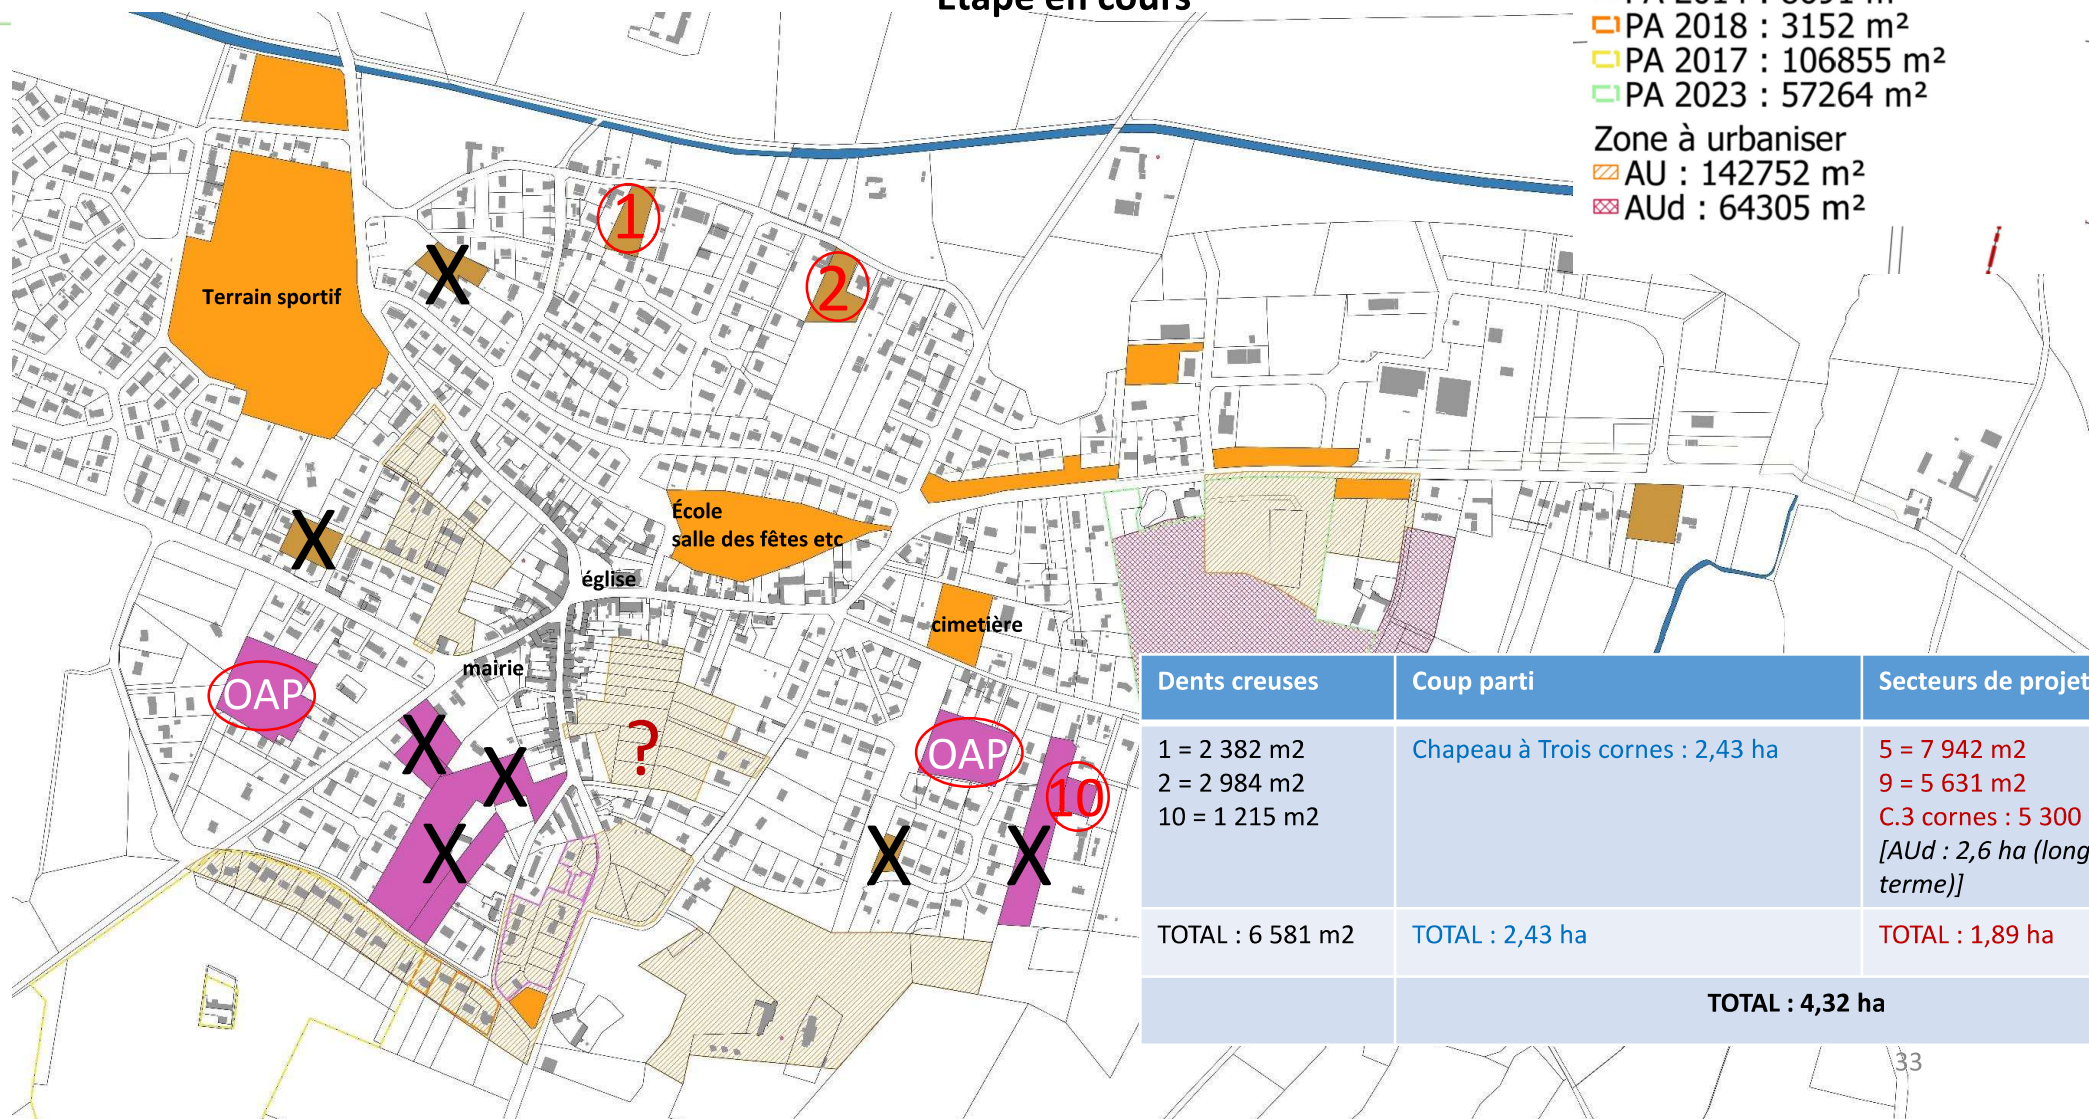 Etape en cours
PA 2014 : 8691 m²
PA 2018 : 3152 m²
PA 2017 : 106855 m²
PA 2023 : 57264 m²
Zone à urbaniser
AU : 142752 m²
AUd : 64305 m²
1
2
X
Terrain sportif
École
salle des fêtes etc
X
église
cimetière
mairie
OAP
X
X
?
OAP
10
X
X
X
Dents creuses
Coup parti
Secteurs de projet
1 = 2 382 m2
2 = 2 984 m2
10 = 1 215 m2
Chapeau à Trois cornes : 2,43 ha
5 = 7 942 m2
9 = 5 631 m2
C.3 cornes : 5 300
[AUd : 2,6 ha (long
terme)]
TOTAL : 6 581 m2
TOTAL : 2,43 ha
TOTAL : 1,89 ha
TOTAL : 4,32 ha
33